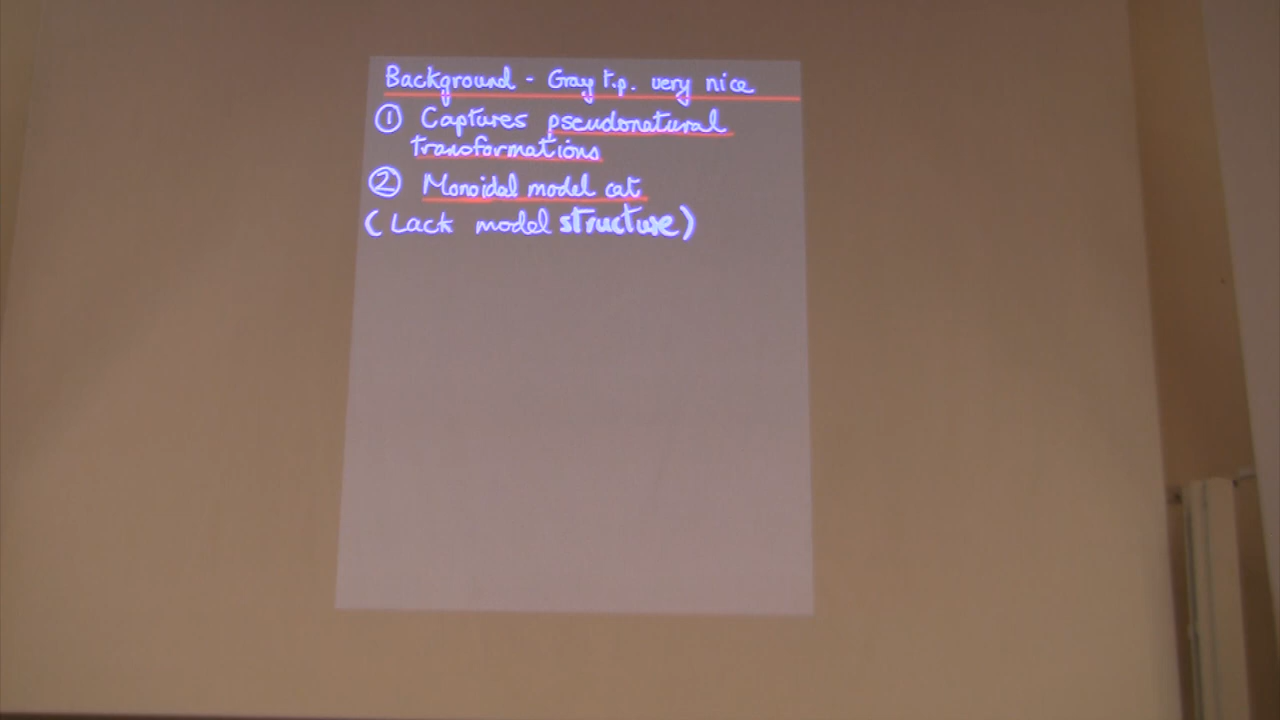 Background - Gray t.p. very nice
① Captures pseudonatural
transformations
② Monoidal model cat
(Lack model structure)